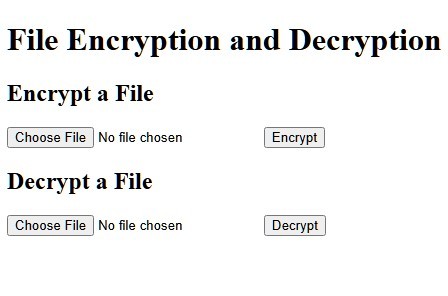 File Encryption and Decryption
Encrypt a File
Choose File No file chosen Encrypt
Decrypt a File
Choose File No file chosen Decrypt